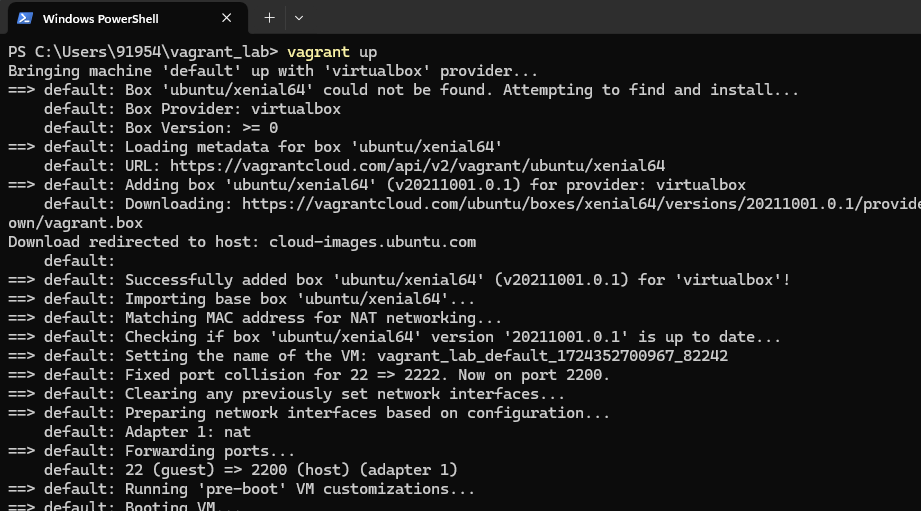 Windows PowerShell
PS C:\Users\91954\vagrant_lab> vagrant up
Bringing machine 'default' up with 'virtualbox' provider...
==> default: Box 'ubuntu/xenial64' could not be found. Attempting to find and install...
    default: Box Provider: virtualbox
    default: Box Version: >= 0
==> default: Loading metadata for box 'ubuntu/xenial64'
    default: URL: https://vagrantcloud.com/api/v2/vagrant/ubuntu/xenial64
==> default: Adding box 'ubuntu/xenial64' (v20211001.0.1) for provider: virtualbox
    default: Downloading: https://vagrantcloud.com/ubuntu/boxes/xenial64/versions/20211001.0.1/provide
own/vagrant.box
Download redirected to host: cloud-images.ubuntu.com
    default:
==> default: Successfully added box 'ubuntu/xenial64' (v20211001.0.1) for 'virtualbox'!
==> default: Importing base box 'ubuntu/xenial64'...
==> default: Matching MAC address for NAT networking...
==> default: Checking if box 'ubuntu/xenial64' version '20211001.0.1' is up to date...
==> default: Setting the name of the VM: vagrant_lab_default_1724352700967_82242
==> default: Fixed port collision for 22 => 2222. Now on port 2200.
==> default: Clearing any previously set network interfaces...
==> default: Preparing network interfaces based on configuration...
    default: Adapter 1: nat
==> default: Forwarding ports...
    default: 22 (guest) => 2200 (host) (adapter 1)
==> default: Running 'pre-boot' VM customizations...
==> default: Booting VM...